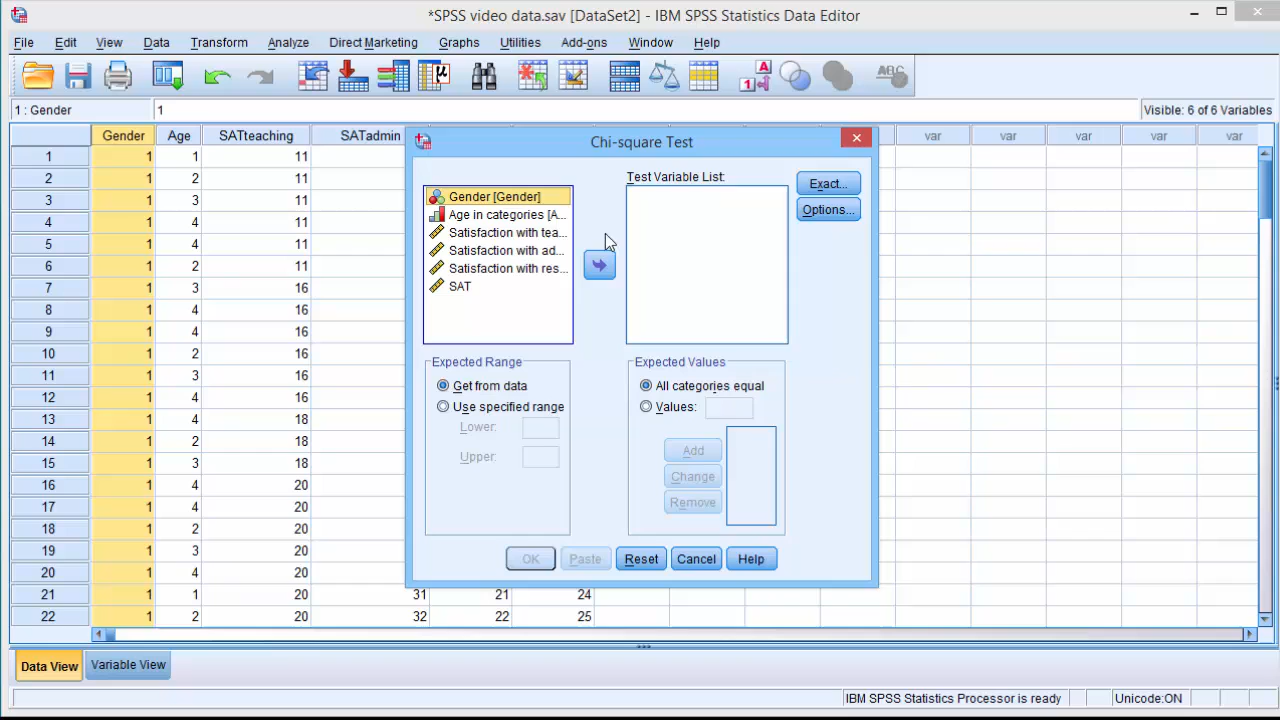 *SPSS video data.sav [DataSet2] - IBM SPSS Statistics Data Editor
File Edit View Data Transform Analyze Direct Marketing Graphs Utilities Add-ons Window Help
1 A ABC
1 : Gender 1 Visible: 6 of 6 Variables
Gender Age SATteaching SATadmin var var var var var
1 1 1 11
2 1 2 11
3 1 3 11
4 1 4 11
5 1 4 11
6 1 2 11
7 1 3 16
8 1 4 16
9 1 4 16
10 1 2 16
11 1 3 16
12 1 4 16
13 1 4 18
14 1 2 18
15 1 3 18
16 1 4 20
17 1 4 20
18 1 2 20
19 1 3 20
20 1 4 20
21 1 1 20 31 21 24
22 1 2 20 32 22 25
Chi-square Test
Test Variable List:
Gender [Gender]
Age in categories [A...
Satisfaction with tea...
Satisfaction with ad...
Satisfaction with res...
SAT
Exact...
Options...
Expected Range
Get from data
Use specified range
Lower:
Upper:
Expected Values
All categories equal
Values:
Add
Change
Remove
OK Paste Reset Cancel Help
Data View Variable View
IBM SPSS Statistics Processor is ready Unicode:ON